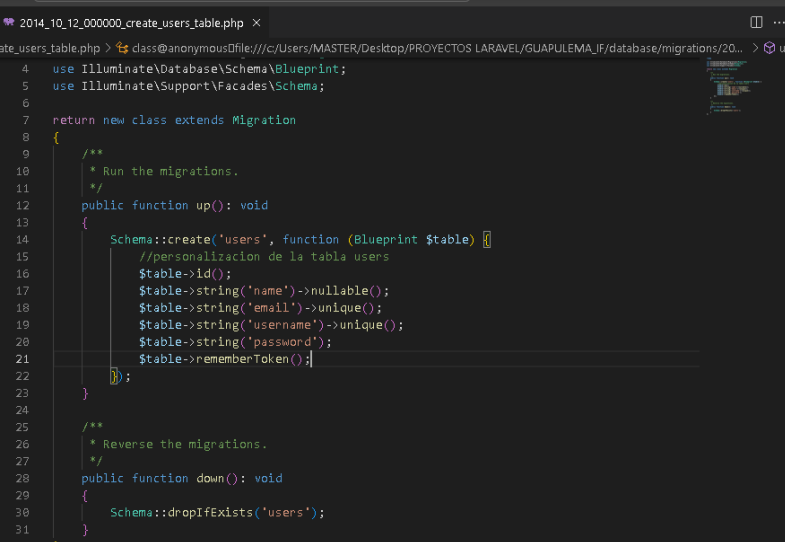 2014_10_12_000000_create_users_table.php ×
ate_users_table.php > class@anonymous file:///c:/Users/MASTER/Desktop/PROYECTOS LARAVEL/GUAPULEMA_IF/database/migrations/20... >
4 use Illuminate\Database\Schema\Blueprint;
5 use Illuminate\Support\Facades\Schema;
6
7 return new class extends Migration
8 {
9 /**
10 * Run the migrations.
11 */
12 public function up(): void
13 {
14 Schema::create('users', function (Blueprint $table) {
15 //personalizacion de la tabla users
16 $table->id();
17 $table->string('name')->nullable();
18 $table->string('email')->unique();
19 $table->string('username')->unique();
20 $table->string('password');
21 $table->rememberToken();
22 });
23 }
24
25 /**
26 * Reverse the migrations.
27 */
28 public function down(): void
29 {
30 Schema::dropIfExists('users');
31 }